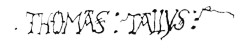 . THOMAS : TALLYS :